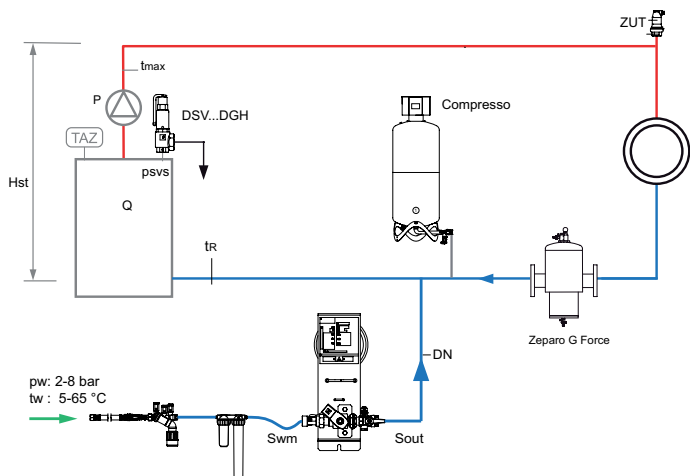 ZUT
tmax
P
DSV...DGH
Compresso
TAZ
psvs
Hst
Q
tR
Zeparo G Force
DN
pw: 2-8 bar
tw : 5-65 °C
Swm
Sout